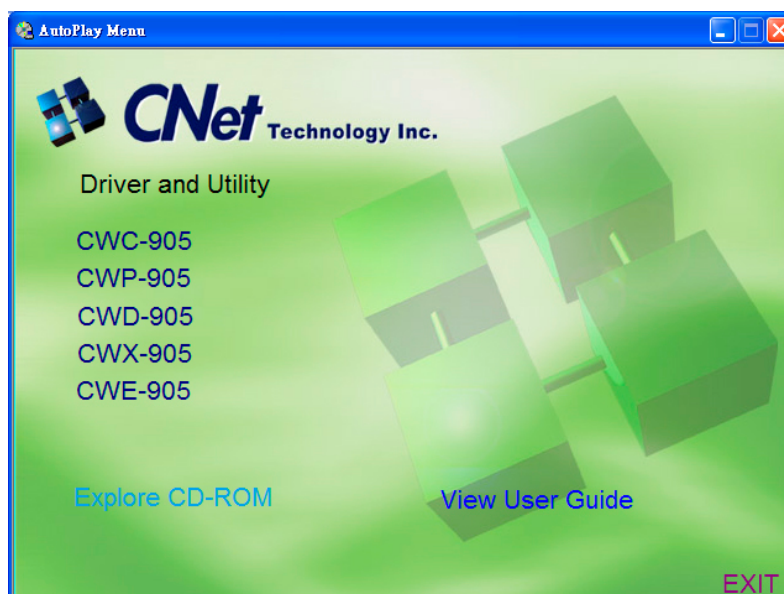 AutoPlay Menu
CNet Technology Inc.
Driver and Utility
CWC-905
CWP-905
CWD-905
CWX-905
CWE-905
Explore CD-ROM
View User Guide
EXIT